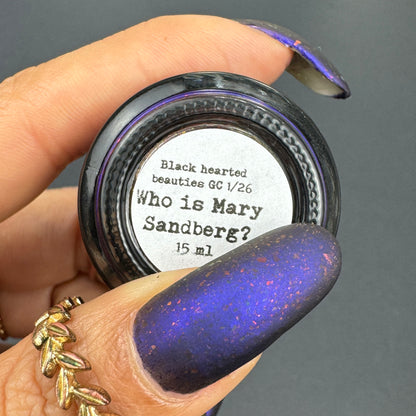 Black hearted
beauties GC 1/26
Who is Mary
Sandberg?
15 ml